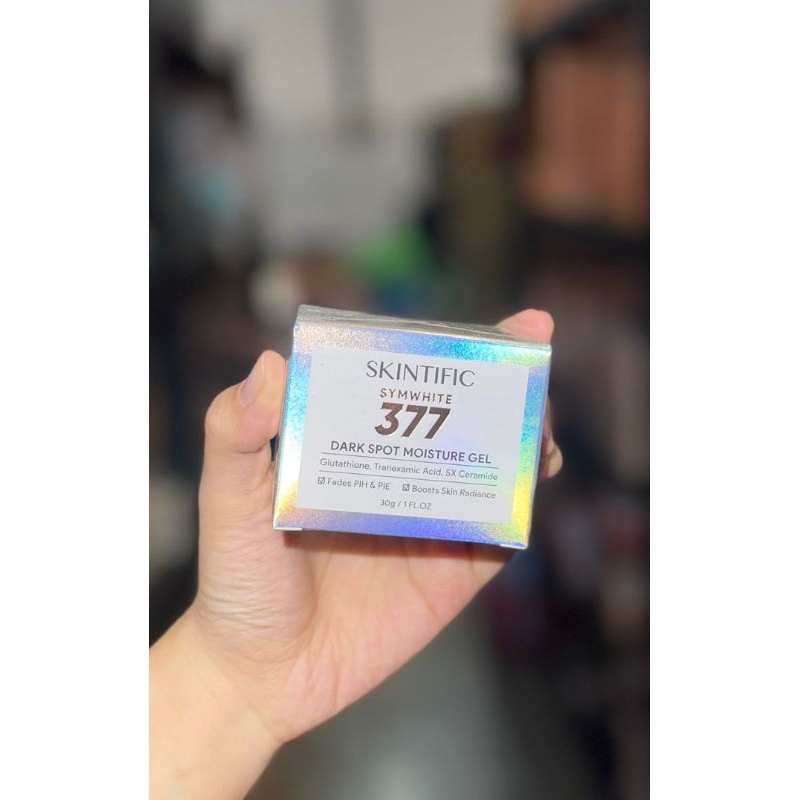 SKINTIFIC
SYMWHITE
377
DARK SPOT MOISTURE GEL
Glutathione, Tranexamic Acid, 5X Ceramide
☑ Fades PIH & PIE ☑ Boosts Skin Radiance
30g / 1 FL.OZ